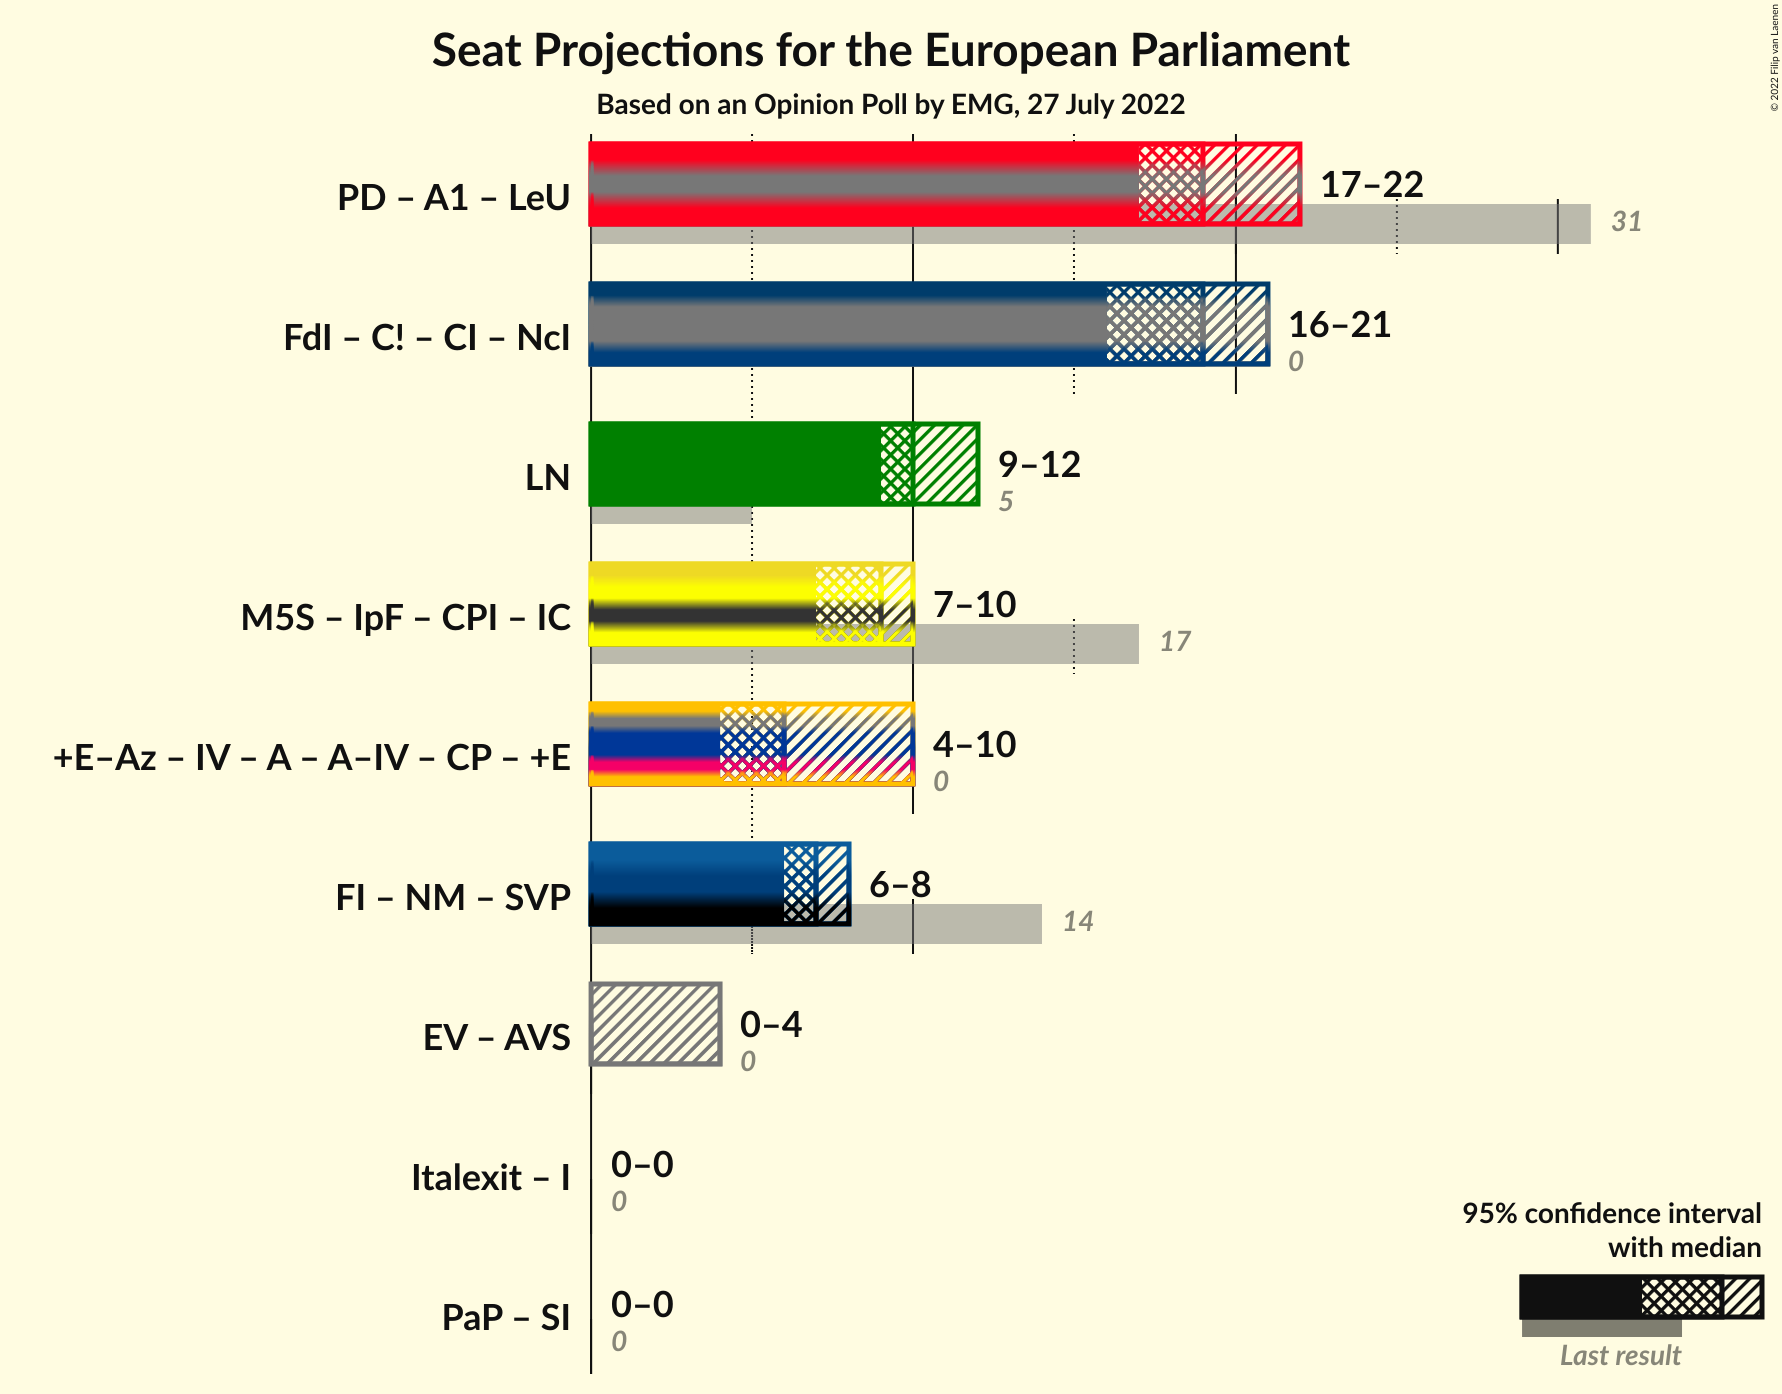 Seat Projections for the European Parliament
Based on an Opinion Poll by EMG, 27 July 2022
© 2022 Filip van Laenen
PD – A1 – LeU
17–22
31
FdI – C! – CI – NcI
16–21
0
LN
9–12
5
M5S – IpF – CPI – IC
7–10
17
+E–Az – IV – A – A–IV – CP – +E
4–10
0
FI – NM – SVP
6–8
14
EV – AVS
0–4
0
Italexit – I
0–0
0
PaP – SI
0–0
0
95% confidence interval
with median
Last result